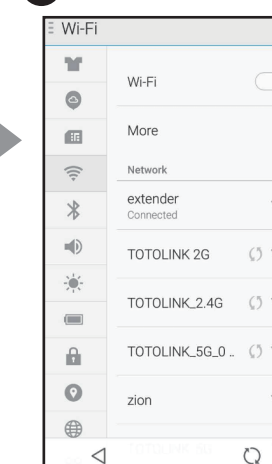 Wi-Fi
Wi-Fi
More
Network
extender
Connected
TOTOLINK 2G
TOTOLINK_2.4G
TOTOLINK_5G_0 ..
zion